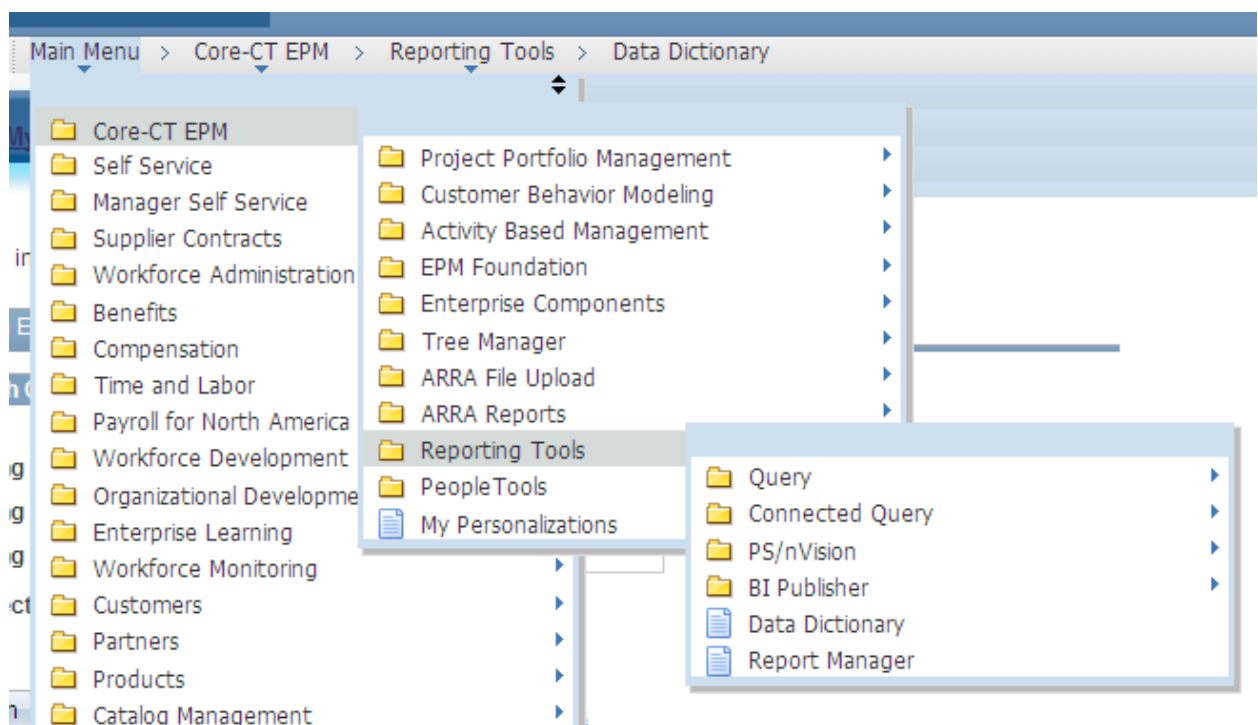 Main Menu > Core-CT EPM > Reporting Tools > Data Dictionary
Core-CT EPM
Self Service
Manager Self Service
Supplier Contracts
Workforce Administration
Benefits
Compensation
Time and Labor
Payroll for North America
Workforce Development
Organizational Developme
Enterprise Learning
Workforce Monitoring
Customers
Partners
Products
Catalog Management
Project Portfolio Management
Customer Behavior Modeling
Activity Based Management
EPM Foundation
Enterprise Components
Tree Manager
ARRA File Upload
ARRA Reports
Reporting Tools
PeopleTools
My Personalizations
Query
Connected Query
PS/nVision
BI Publisher
Data Dictionary
Report Manager